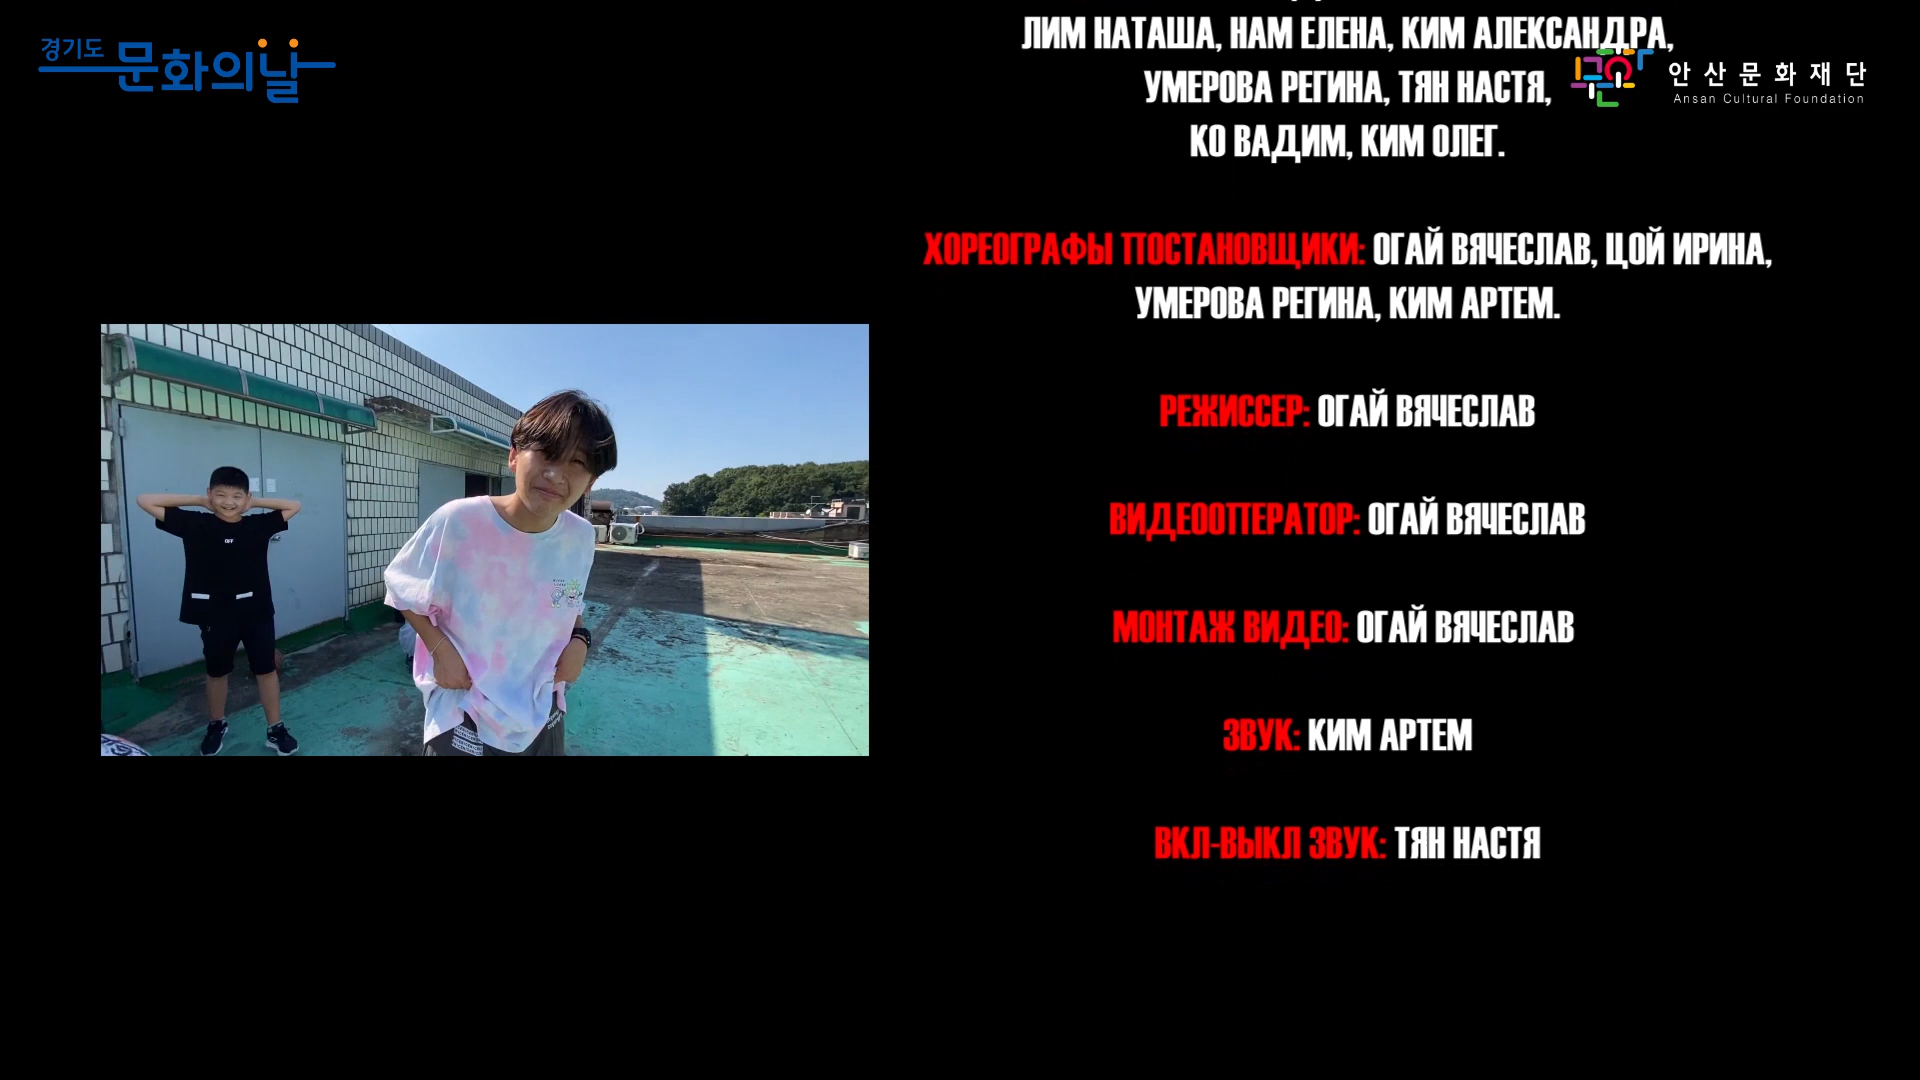 경기도
문화의날
ЛИМ НАТАША, НАМ ЕЛЕНА, КИМ АЛЕКСАНДРА,
УМЕРОВА РЕГИНА, ТЯН НАСТЯ,
КО ВАДИМ, КИМ ОЛЕГ.
안산문화재단
Ansan Cultural Foundation
ХОРЕОГРАФЫ ПОСТАНОВЩИКИ: ОГАЙ ВЯЧЕСЛАВ, ЦОЙ ИРИНА,
УМЕРОВА РЕГИНА, КИМ АРТЕМ.
РЕЖИССЕР: ОГАЙ ВЯЧЕСЛАВ
ВИДЕООПЕРАТОР: ОГАЙ ВЯЧЕСЛАВ
МОНТАЖ ВИДЕО: ОГАЙ ВЯЧЕСЛАВ
ЗВУК: КИМ АРТЕМ
ВКЛ-ВЫКЛ ЗВУК: ТЯН НАСТЯ
OFF